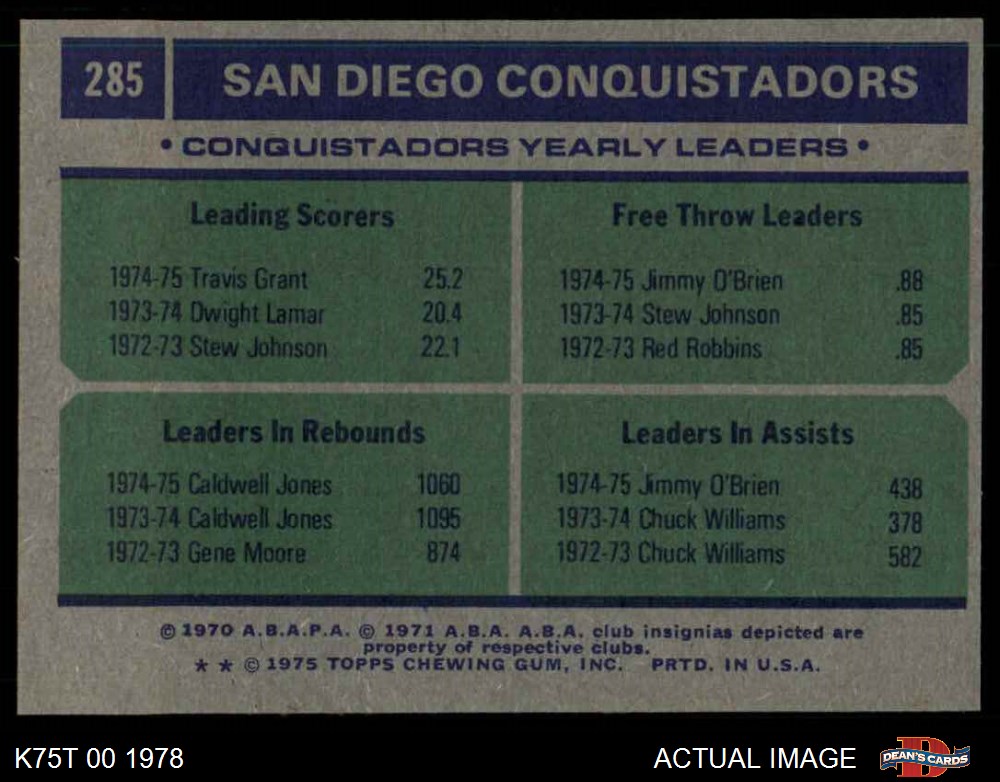 285 SAN DIEGO CONQUISTADORS
• CONQUISTADORS YEARLY LEADERS •
Leading Scorers
1974-75 Travis Grant 25.2
1973-74 Dwight Lamar 20.4
1972-73 Stew Johnson 22.1
Free Throw Leaders
1974-75 Jimmy O'Brien .88
1973-74 Stew Johnson .85
1972-73 Red Robbins .85
Leaders In Rebounds
1974-75 Caldwell Jones 1060
1973-74 Caldwell Jones 1095
1972-73 Gene Moore 874
Leaders In Assists
1974-75 Jimmy O'Brien 438
1973-74 Chuck Williams 378
1972-73 Chuck Williams 582
© 1970 A.B.A.P.A. © 1971 A.B.A. A.B.A. club insignias depicted are
property of respective clubs.
* * © 1975 TOPPS CHEWING GUM, INC. PRTD. IN U.S.A.
K75T 00 1978
ACTUAL IMAGE
D
DEAN'S CARDS